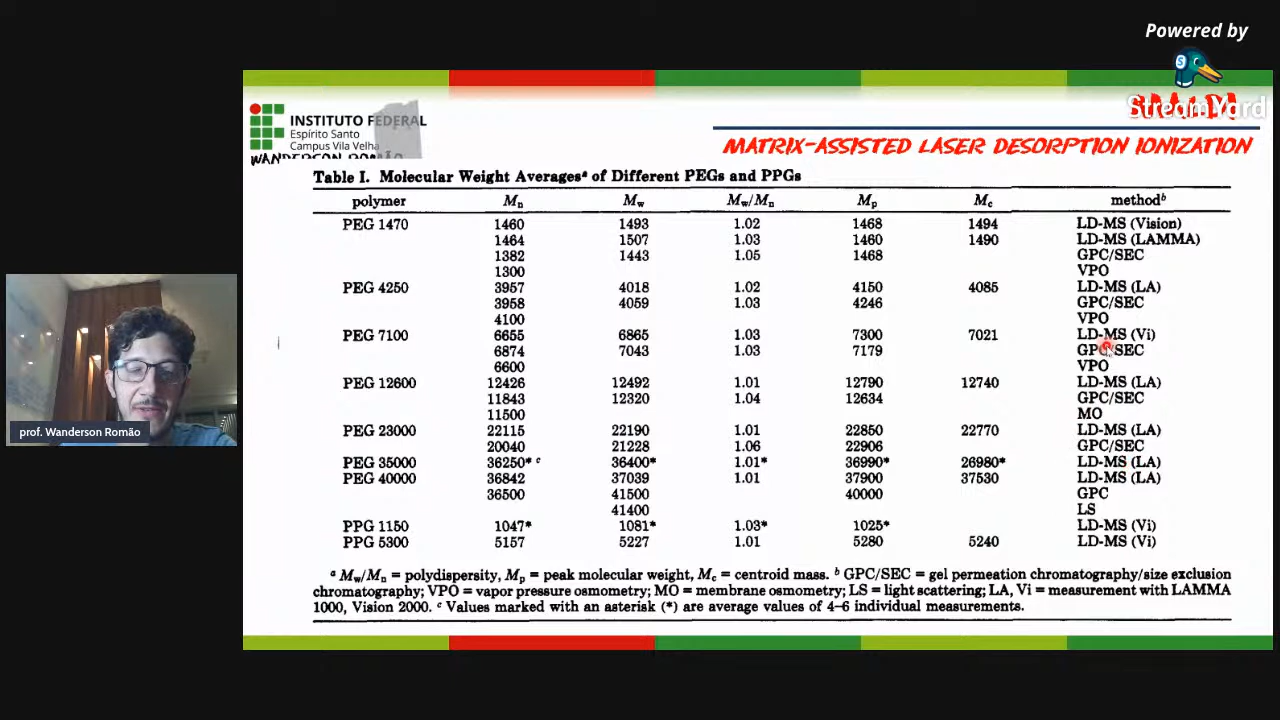 Powered by
StreamYard
INSTITUTO FEDERAL
Espírito Santo
Campus Vila Velha
WANDERSON ROMÃO
MATRIX-ASSISTED LASER DESORPTION IONIZATION
Table I. Molecular Weight Averagesᵃ of Different PEGs and PPGs
polymer Mn Mw Mw/Mn Mp Mc methodᵇ
PEG 1470 1460 1493 1.02 1468 1494 LD-MS (Vision)
1464 1507 1.03 1460 1490 LD-MS (LAMMA)
1382 1443 1.05 1468 GPC/SEC
1300 VPO
PEG 4250 3957 4018 1.02 4150 4085 LD-MS (LA)
3958 4059 1.03 4246 GPC/SEC
4100 VPO
PEG 7100 6655 6865 1.03 7300 7021 LD-MS (Vi)
6874 7043 1.03 7179 GPC/SEC
6600 VPO
PEG 12600 12426 12492 1.01 12790 12740 LD-MS (LA)
11843 12320 1.04 12634 GPC/SEC
11500 MO
PEG 23000 22115 22190 1.01 22850 22770 LD-MS (LA)
20040 21228 1.06 22906 GPC/SEC
PEG 35000 36250* ᶜ 36400* 1.01* 36990* 26980* LD-MS (LA)
PEG 40000 36842 37039 1.01 37900 37530 LD-MS (LA)
36500 41500 40000 GPC
41400 LS
PPG 1150 1047* 1081* 1.03* 1025* LD-MS (Vi)
PPG 5300 5157 5227 1.01 5280 5240 LD-MS (Vi)
ᵃ Mw/Mn = polydispersity, Mp = peak molecular weight, Mc = centroid mass. ᵇ GPC/SEC = gel permeation chromatography/size exclusion
chromatography; VPO = vapor pressure osmometry; MO = membrane osmometry; LS = light scattering; LA, Vi = measurement with LAMMA
1000, Vision 2000. ᶜ Values marked with an asterisk (*) are average values of 4–6 individual measurements.
prof. Wanderson Romão